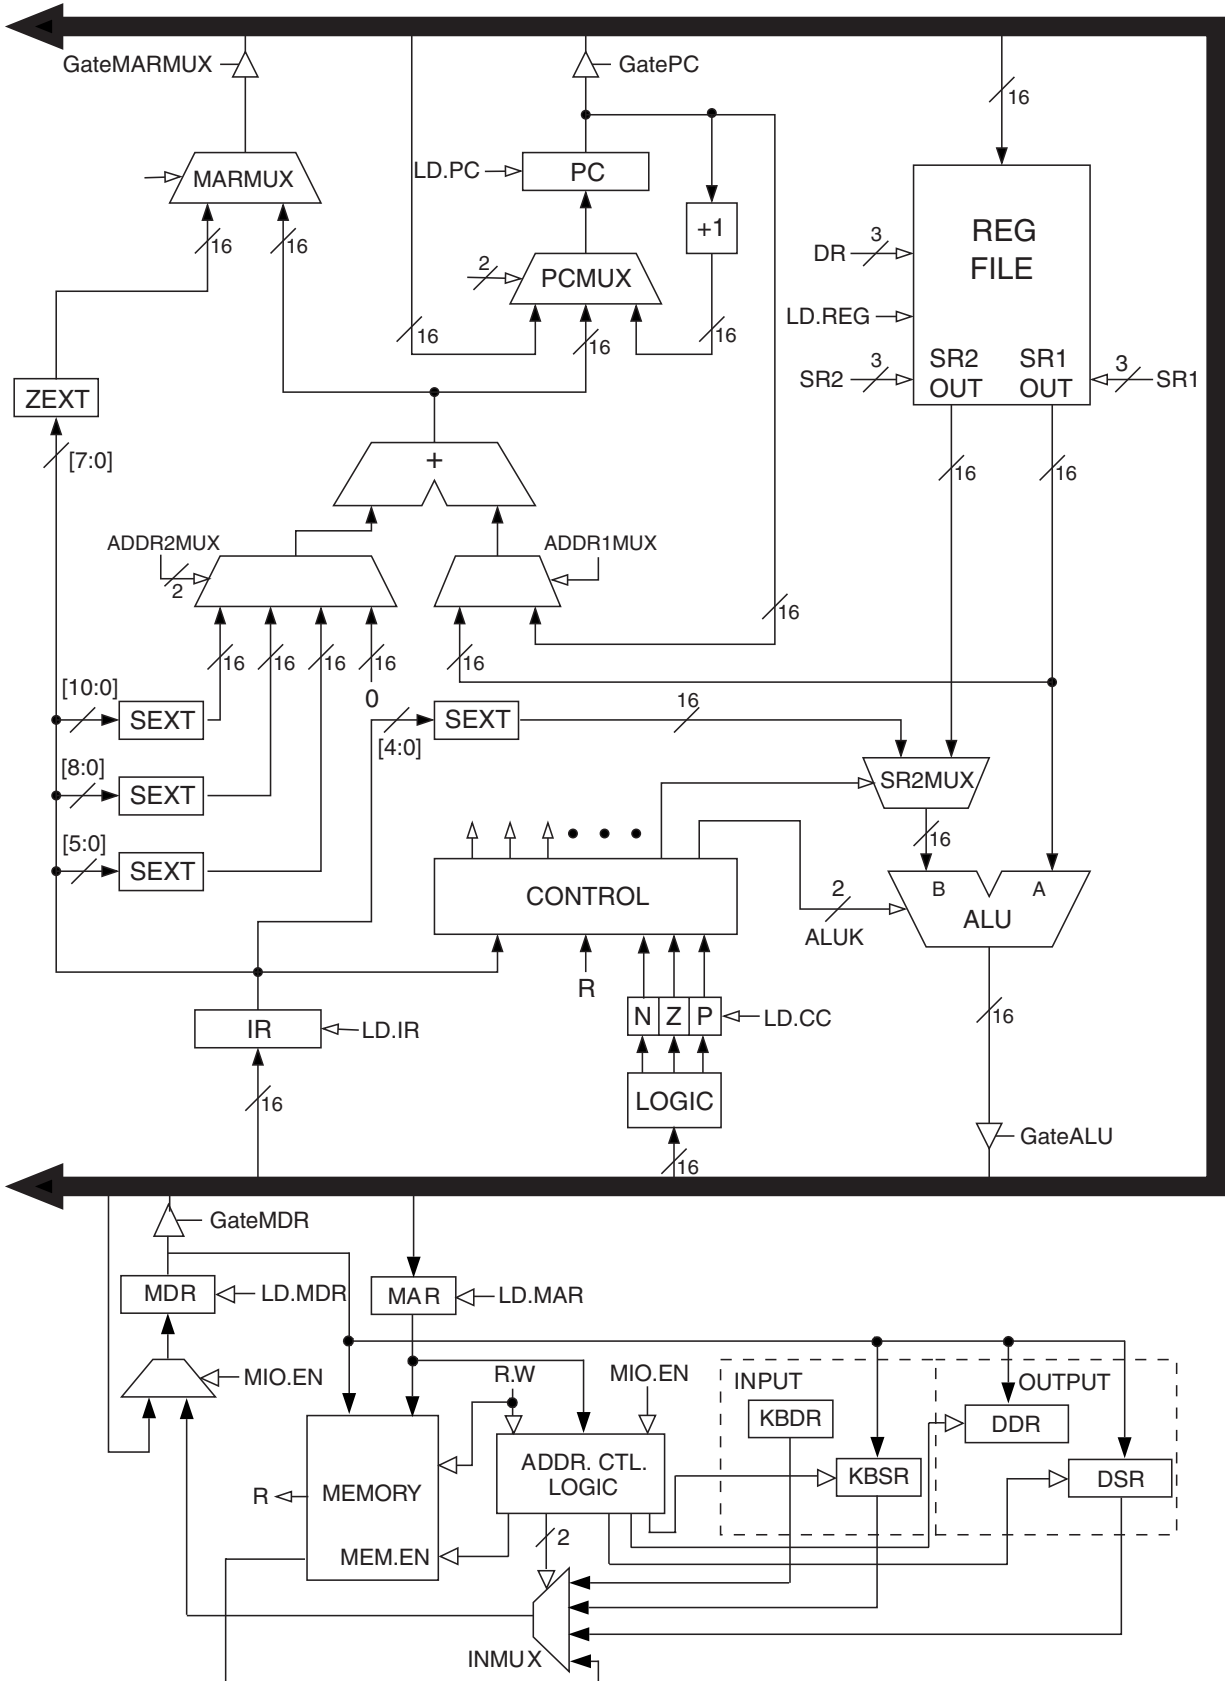 GateMARMUX
GatePC
16
MARMUX
LD.PC
PC
16
16
+1
2
PCMUX
16
16
16
REG
FILE
DR
3
LD.REG
SR2
3
SR2
OUT
SR1
OUT
3
SR1
ZEXT
[7:0]
+
16
16
ADDR2MUX
2
ADDR1MUX
16
16
16
16
16
16
0
[10:0]
SEXT
[4:0]
SEXT
16
[8:0]
SEXT
SR2MUX
16
[5:0]
SEXT
CONTROL
2
ALUK
B
A
ALU
R
N
Z
P
LD.CC
IR
LD.IR
16
16
LOGIC
16
GateALU
GateMDR
MDR
LD.MDR
MAR
LD.MAR
MIO.EN
R.W
MIO.EN
INPUT
OUTPUT
KBDR
DDR
ADDR. CTL.
LOGIC
KBSR
DSR
R
MEMORY
MEM.EN
2
INMUX